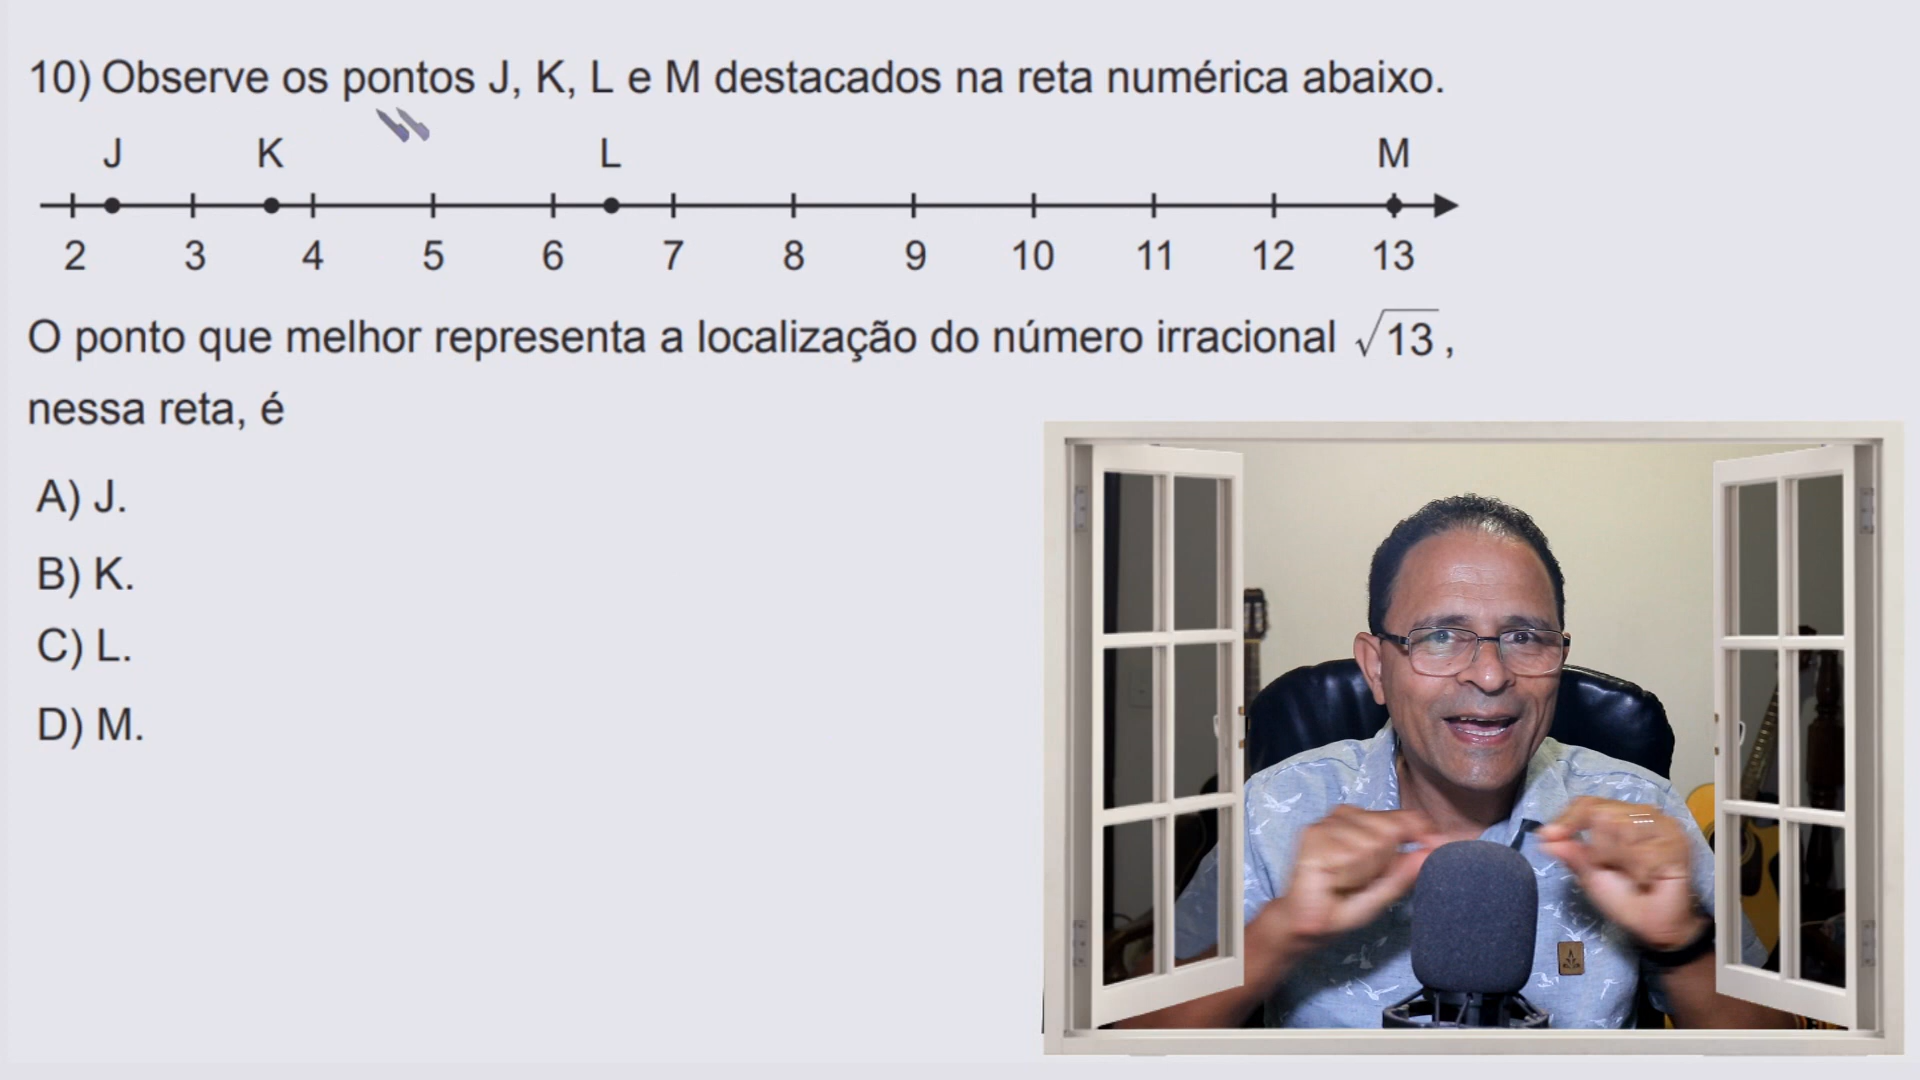 10) Observe os pontos J, K, L e M destacados na reta numérica abaixo.
J K L M
2 3 4 5 6 7 8 9 10 11 12 13
O ponto que melhor representa a localização do número irracional √13,
nessa reta, é
A) J.
B) K.
C) L.
D) M.